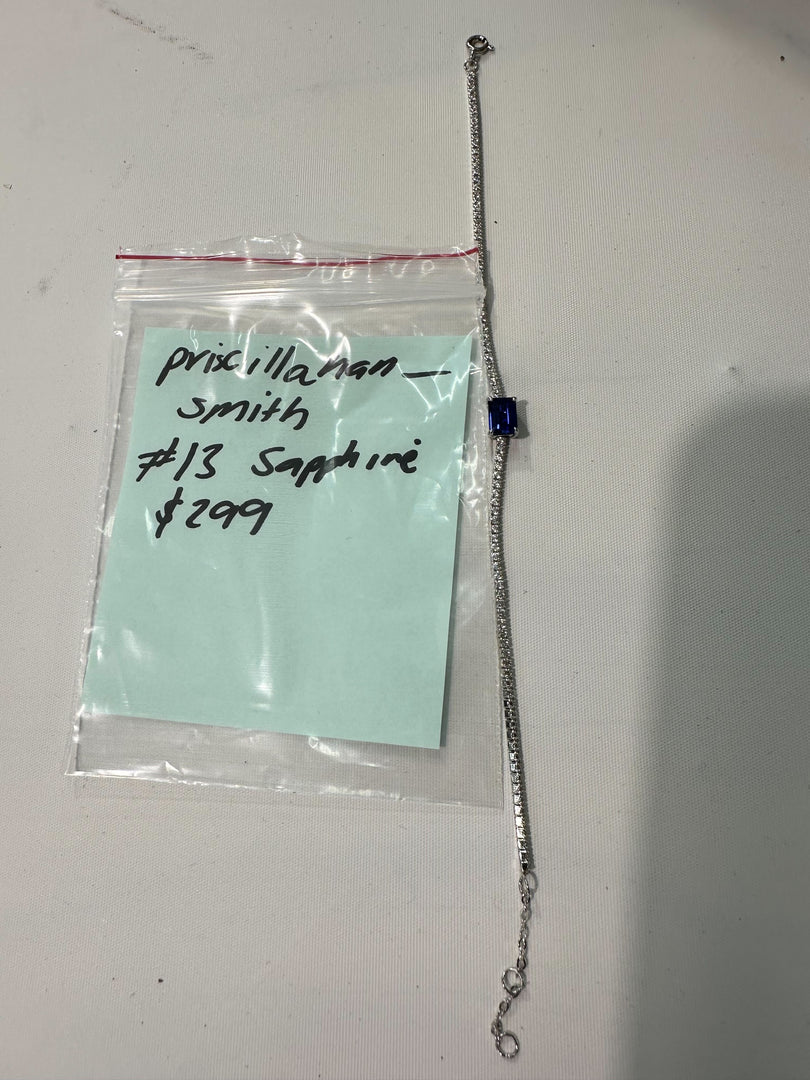 priscillahan_
smith
#13 Sapphire
$299